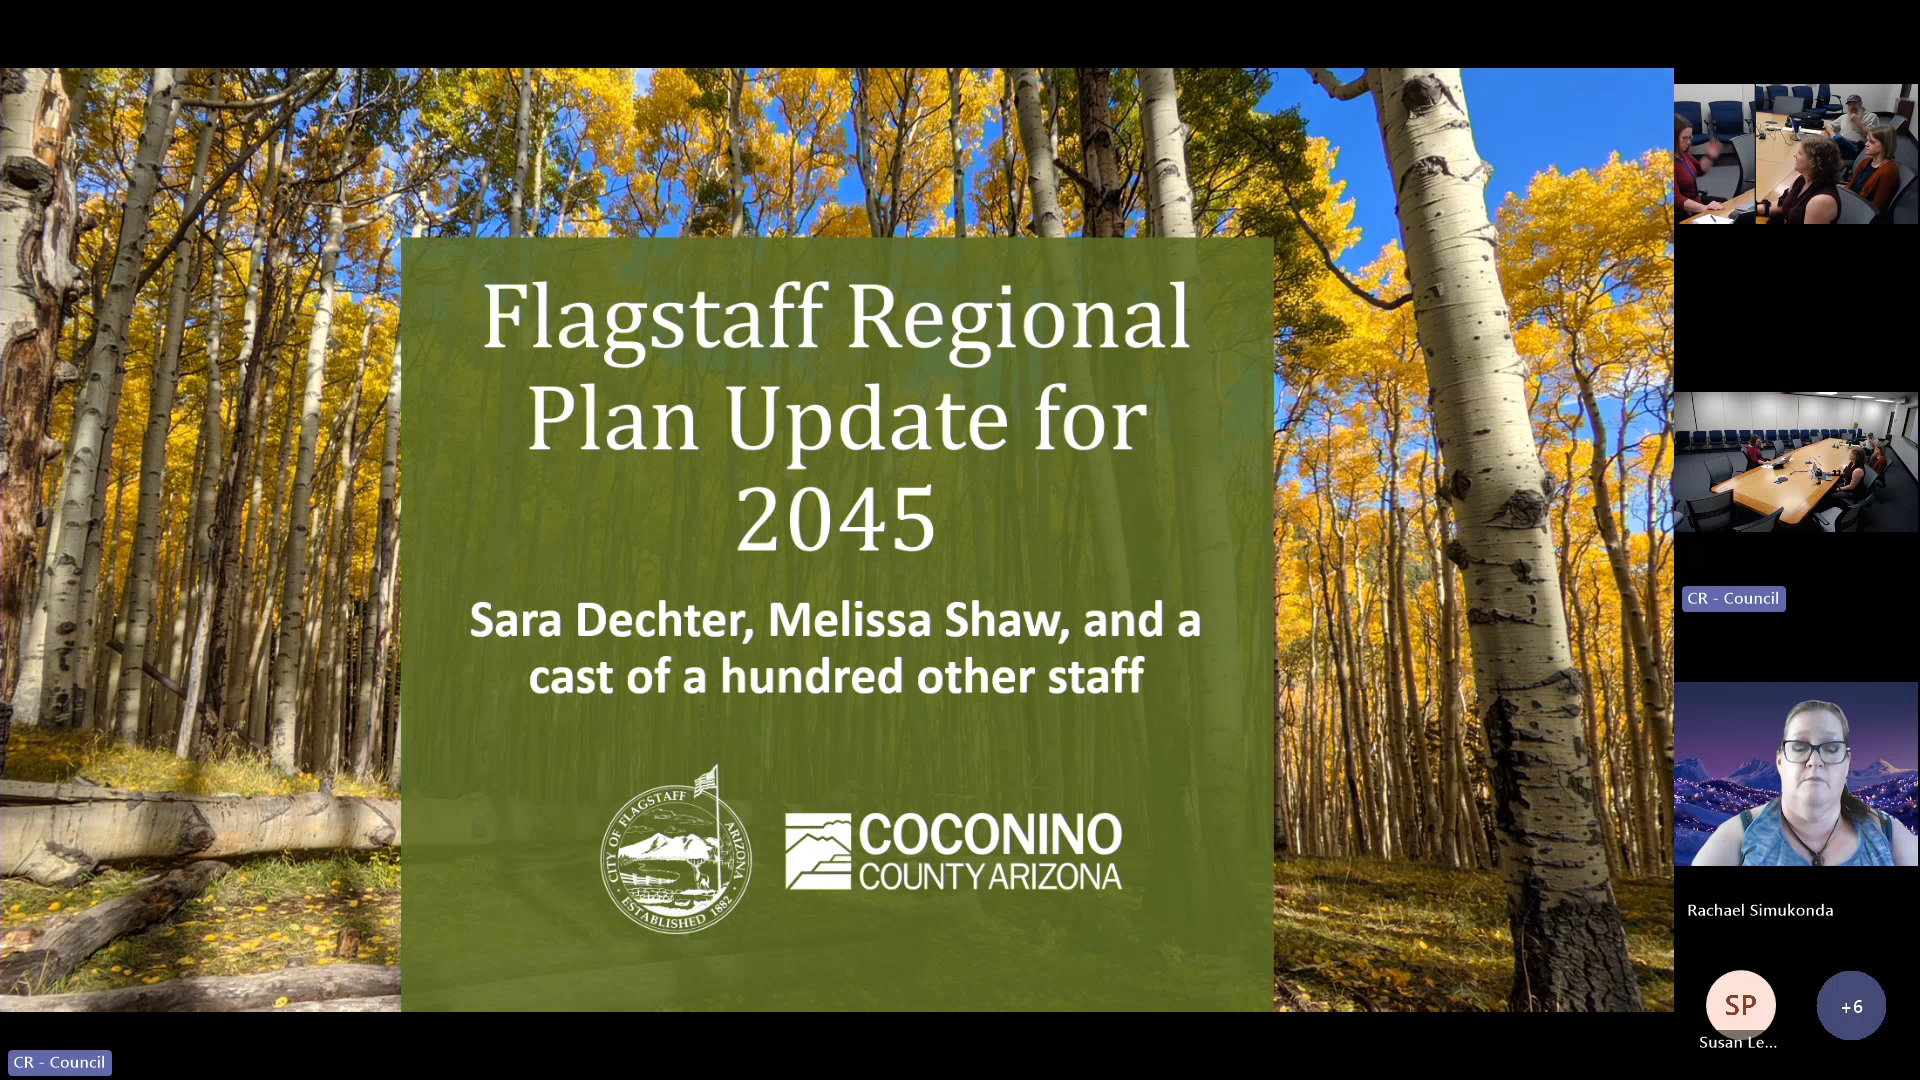 Flagstaff Regional
Plan Update for
2045
Sara Dechter, Melissa Shaw, and a
cast of a hundred other staff
CITY OF FLAGSTAFF ARIZONA
ESTABLISHED 1882
COCONINO
COUNTY ARIZONA
CR - Council
CR - Council
Rachael Simukonda
SP
Susan Le...
+6